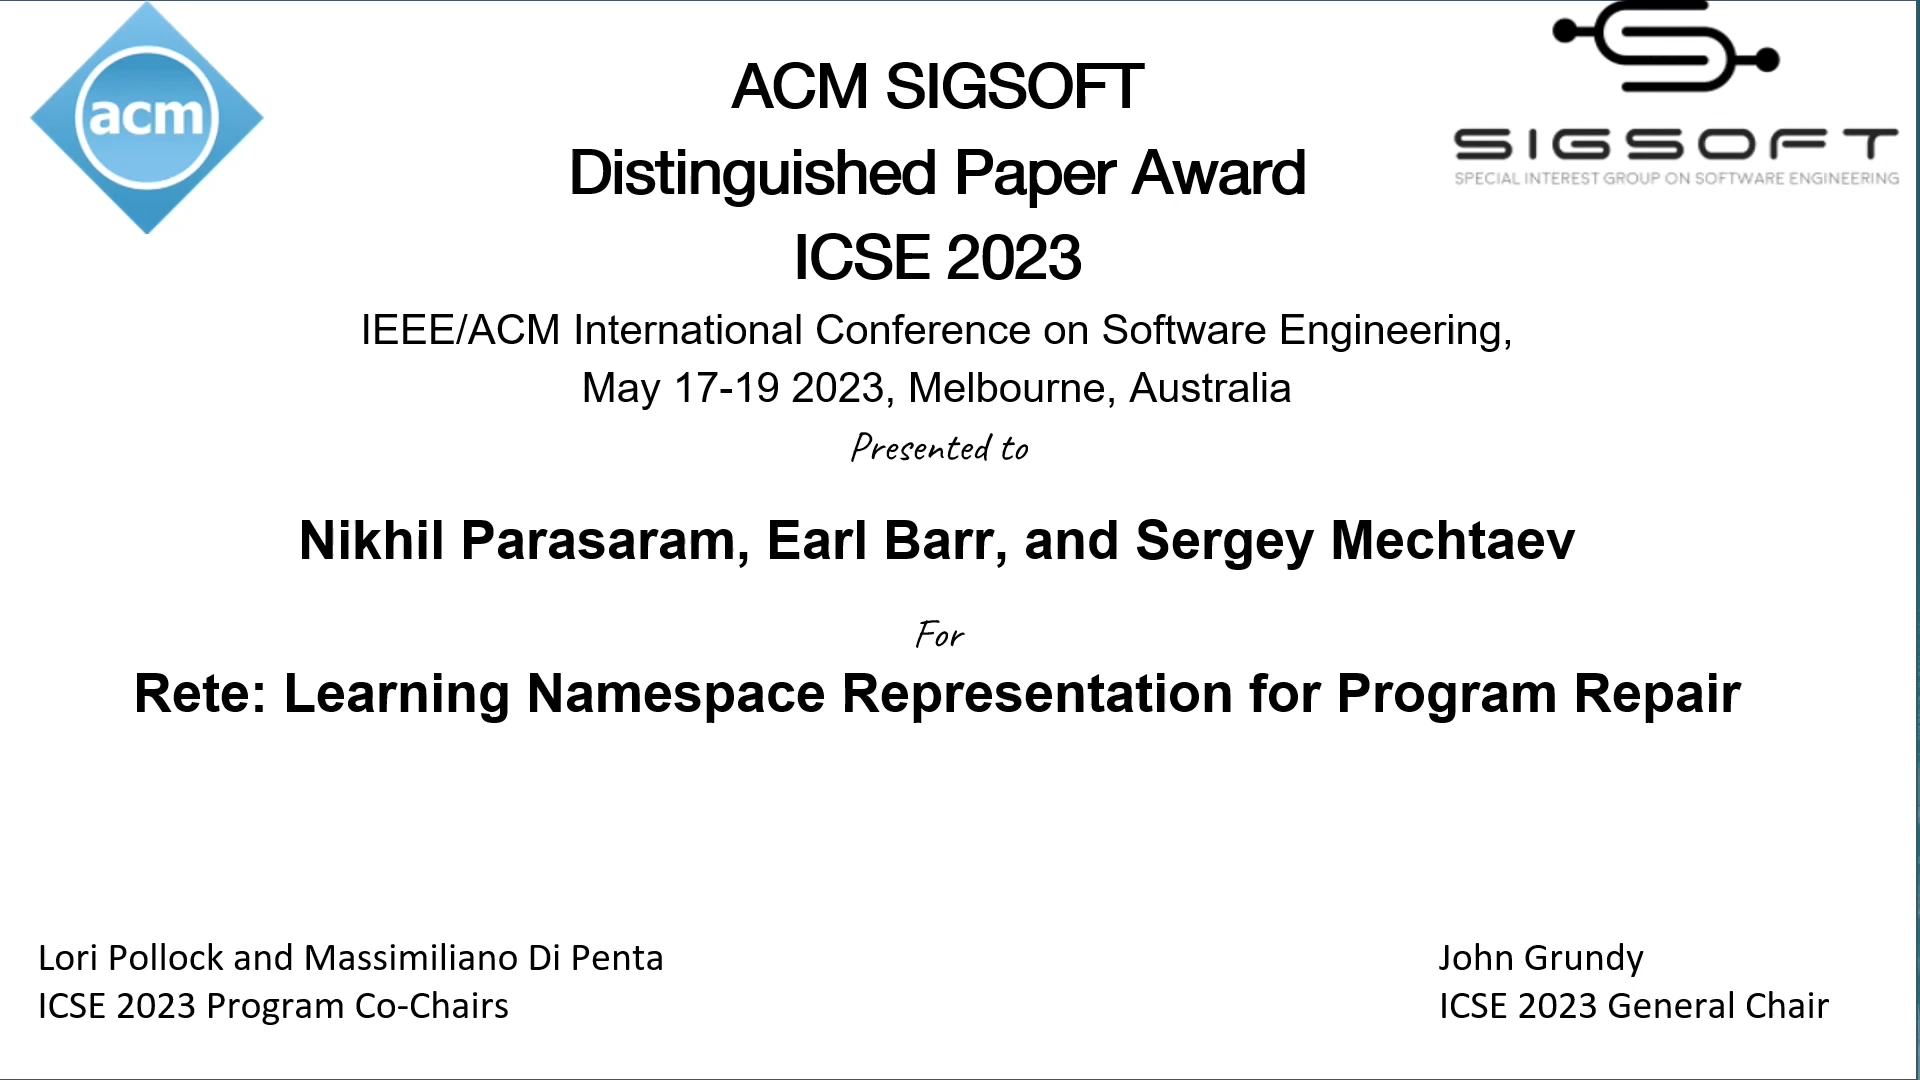 acm
SIGSOFT
SPECIAL INTEREST GROUP ON SOFTWARE ENGINEERING
ACM SIGSOFT
Distinguished Paper Award
ICSE 2023
IEEE/ACM International Conference on Software Engineering,
May 17-19 2023, Melbourne, Australia
Presented to
Nikhil Parasaram, Earl Barr, and Sergey Mechtaev
For
Rete: Learning Namespace Representation for Program Repair
Lori Pollock and Massimiliano Di Penta
ICSE 2023 Program Co-Chairs
John Grundy
ICSE 2023 General Chair